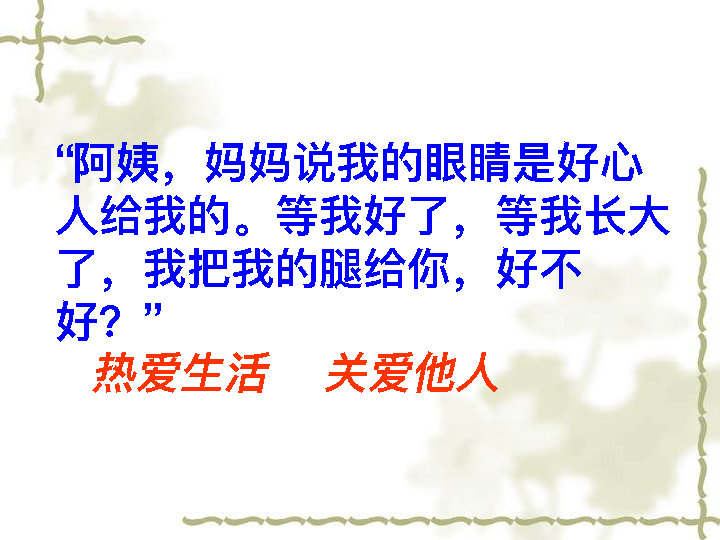 “阿姨，妈妈说我的眼睛是好心
人给我的。等我好了，等我长大
了，我把我的腿给你，好不
好？”
热爱生活 关爱他人